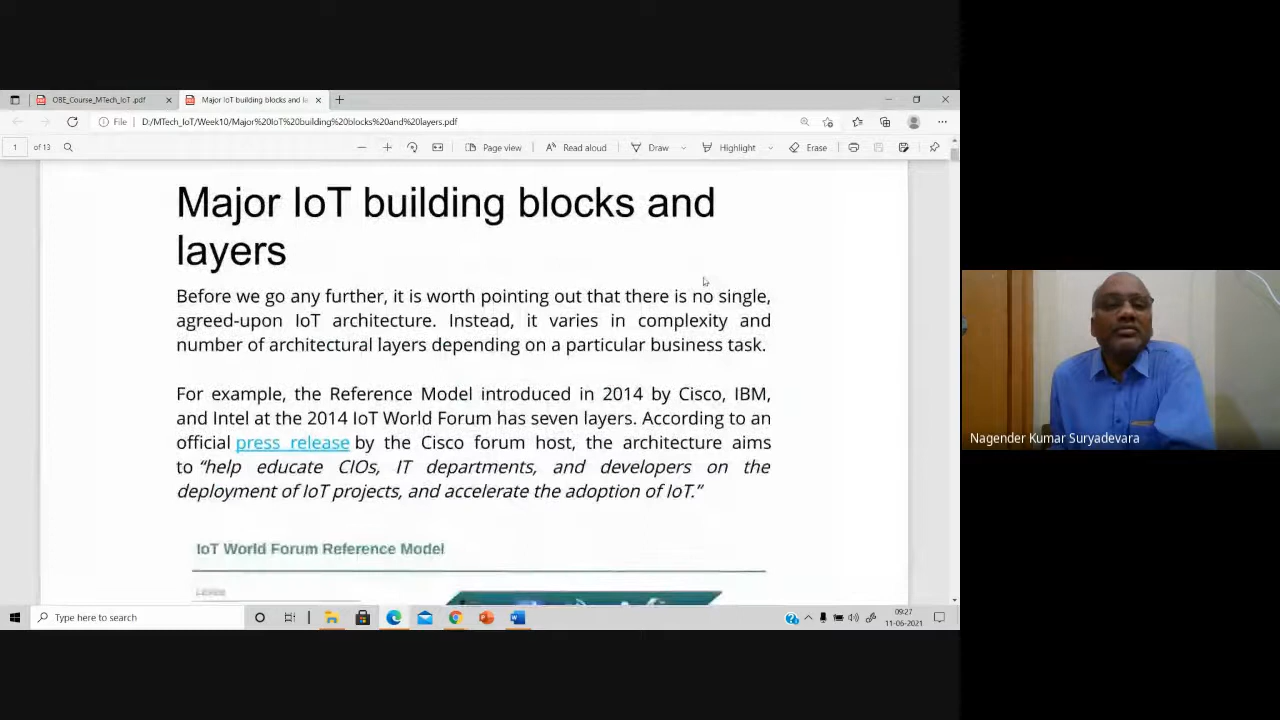 OBE_Course_MTech_IoT .pdf
Major IoT building blocks and la
File
D:/MTech_IoT/Week10/Major%20IoT%20building%20blocks%20and%20layers.pdf
1 of 13
Page view
Read aloud
Draw
Highlight
Erase
Major IoT building blocks and
layers
Before we go any further, it is worth pointing out that there is no single,
agreed-upon IoT architecture. Instead, it varies in complexity and
number of architectural layers depending on a particular business task.
For example, the Reference Model introduced in 2014 by Cisco, IBM,
and Intel at the 2014 IoT World Forum has seven layers. According to an
official press release by the Cisco forum host, the architecture aims
to “help educate CIOs, IT departments, and developers on the
deployment of IoT projects, and accelerate the adoption of IoT.”
IoT World Forum Reference Model
Nagender Kumar Suryadevara
Type here to search
09:27
11-06-2021